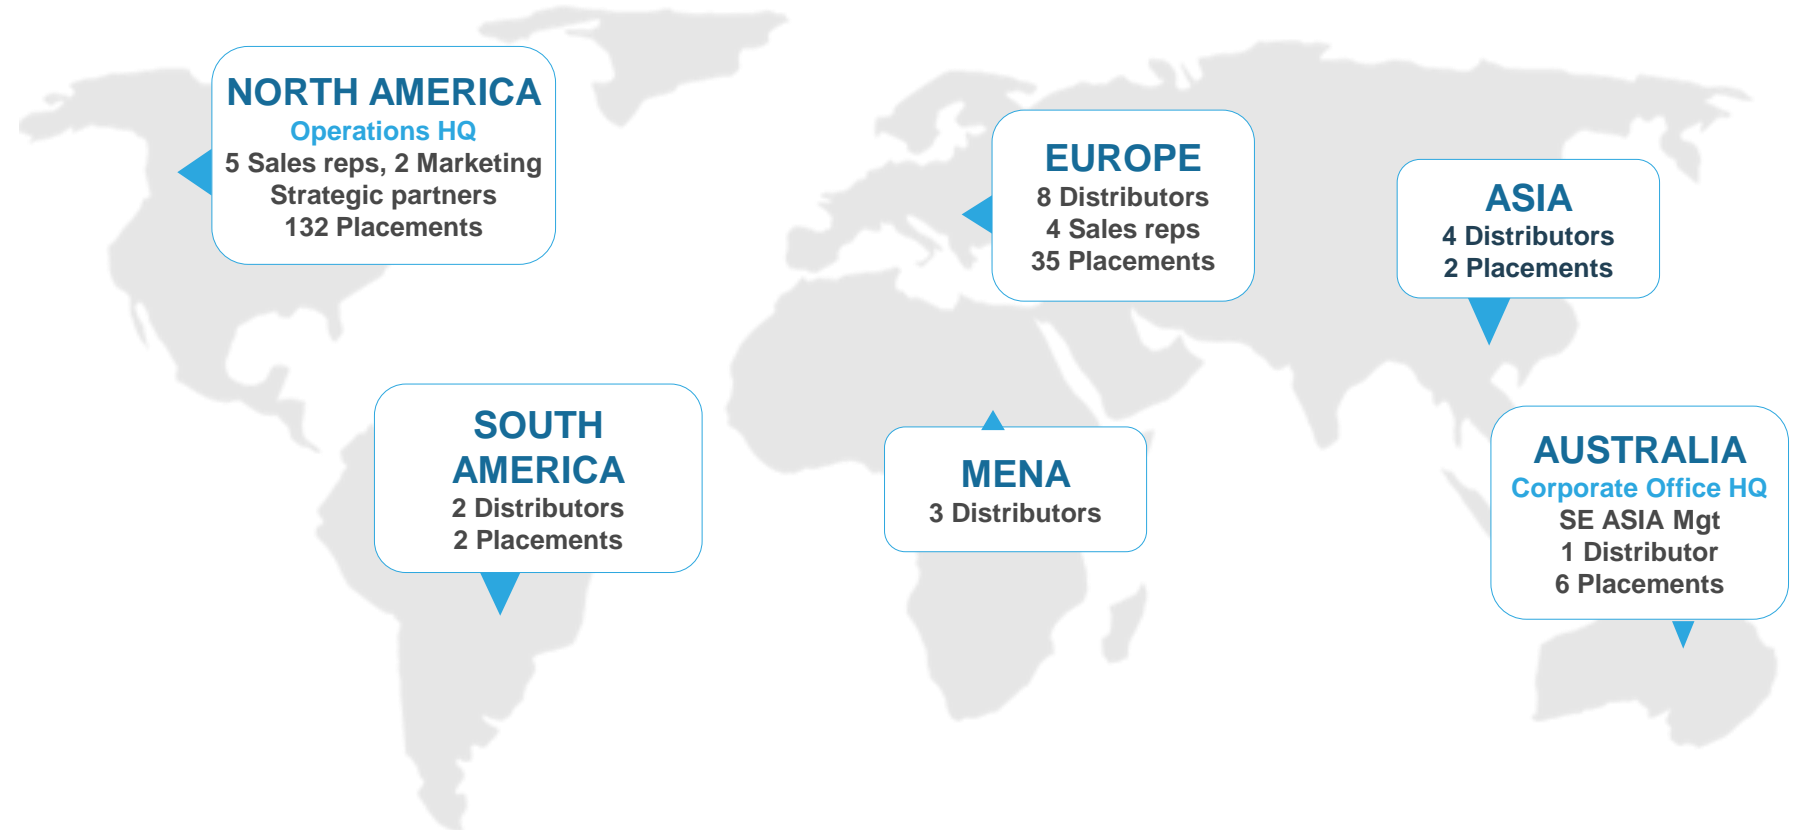 NORTH AMERICA
Operations HQ
5 Sales reps, 2 Marketing
Strategic partners
132 Placements
EUROPE
8 Distributors
4 Sales reps
35 Placements
ASIA
4 Distributors
2 Placements
SOUTH
AMERICA
2 Distributors
2 Placements
MENA
3 Distributors
AUSTRALIA
Corporate Office HQ
SE ASIA Mgt
1 Distributor
6 Placements